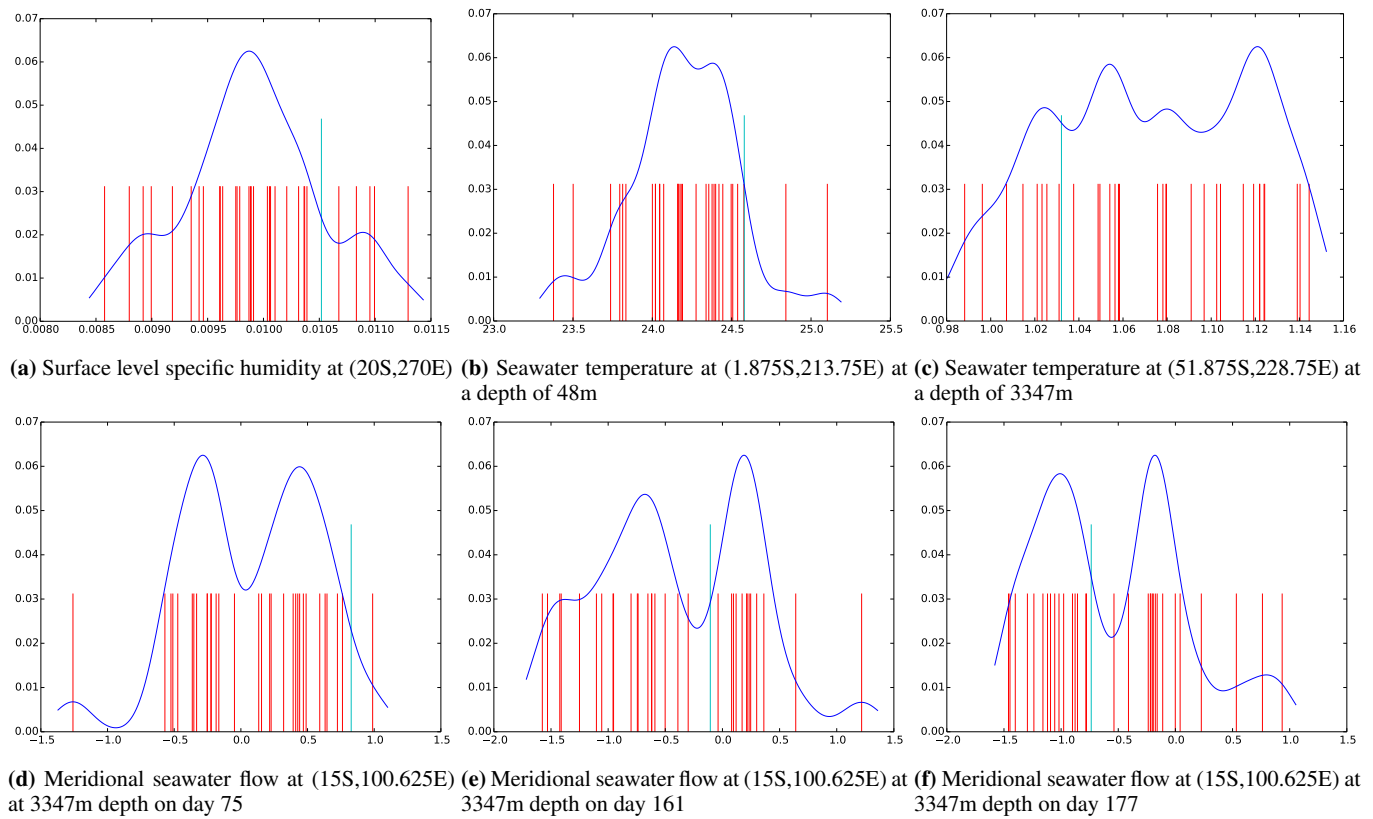 0.07 0.07 0.07
0.06 0.06 0.06
0.05 0.05 0.05
0.04 0.04 0.04
0.03 0.03 0.03
0.02 0.02 0.02
0.01 0.01 0.01
0.00 0.00 0.00
0.0080 0.0085 0.0090 0.0095 0.0100 0.0105 0.0110 0.0115 23.0 23.5 24.0 24.5 25.0 25.5 0.98 1.00 1.02 1.04 1.06 1.08 1.10 1.12 1.14 1.16
(a) Surface level specific humidity at (20S,270E)
(b) Seawater temperature at (1.875S,213.75E) at
a depth of 48m
(c) Seawater temperature at (51.875S,228.75E) at
a depth of 3347m
0.07 0.07 0.07
0.06 0.06 0.06
0.05 0.05 0.05
0.04 0.04 0.04
0.03 0.03 0.03
0.02 0.02 0.02
0.01 0.01 0.01
0.00 0.00 0.00
−1.5 −1.0 −0.5 0.0 0.5 1.0 1.5 −2.0 −1.5 −1.0 −0.5 0.0 0.5 1.0 1.5 −2.0 −1.5 −1.0 −0.5 0.0 0.5 1.0 1.5
(d) Meridional seawater flow at (15S,100.625E)
at 3347m depth on day 75
(e) Meridional seawater flow at (15S,100.625E) at
3347m depth on day 161
(f) Meridional seawater flow at (15S,100.625E) at
3347m depth on day 177